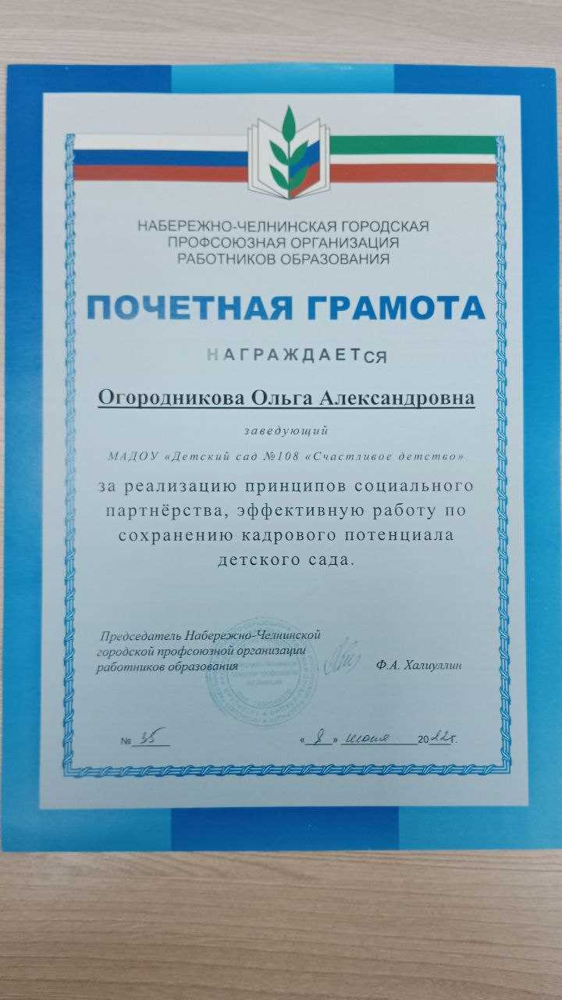 НАБЕРЕЖНО-ЧЕЛНИНСКАЯ ГОРОДСКАЯ
ПРОФСОЮЗНАЯ ОРГАНИЗАЦИЯ
РАБОТНИКОВ ОБРАЗОВАНИЯ
ПОЧЕТНАЯ ГРАМОТА
НАГРАЖДАЕТСЯ
Огородникова Ольга Александровна
заведующий
МАДОУ «Детский сад №108 «Счастливое детство»
за реализацию принципов социального
партнёрства, эффективную работу по
сохранению кадрового потенциала
детского сада.
Председатель Набережно-Челнинской
городской профсоюзной организации
работников образования Ф.А. Халиуллин
№ 35 « 8 » июня 2022г.